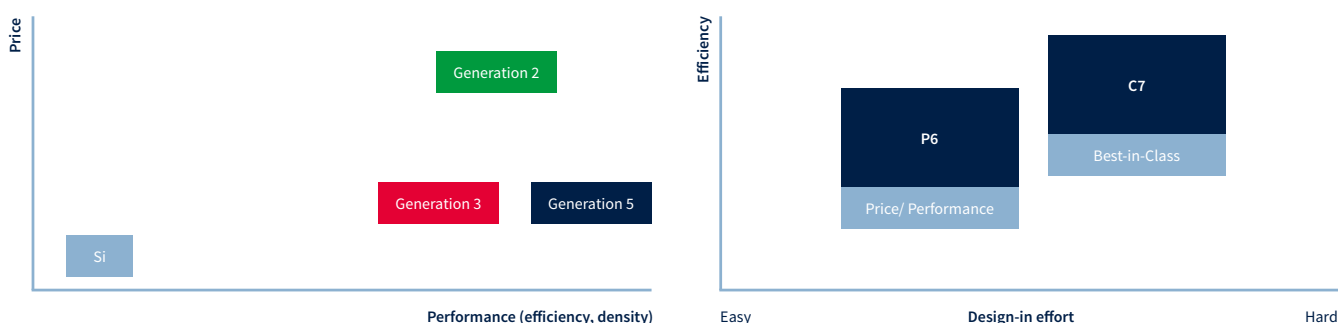 Price
Generation 2
Generation 3
Generation 5
Si
Performance (efficiency, density)
Efficiency
C7
Best-in-Class
P6
Price/ Performance
Easy
Design-in effort
Hard